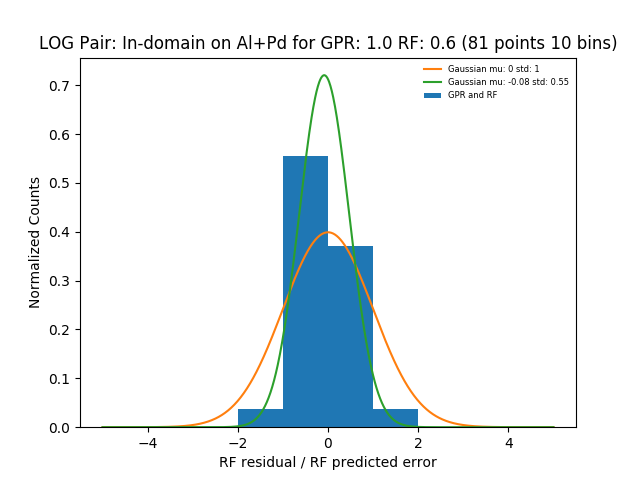 LOG Pair: In-domain on Al+Pd for GPR: 1.0 RF: 0.6 (81 points 10 bins)
Gaussian mu: 0 std: 1
Gaussian mu: -0.08 std: 0.55
GPR and RF
Normalized Counts
0.7
0.6
0.5
0.4
0.3
0.2
0.1
0.0
−4 −2 0 2 4
RF residual / RF predicted error